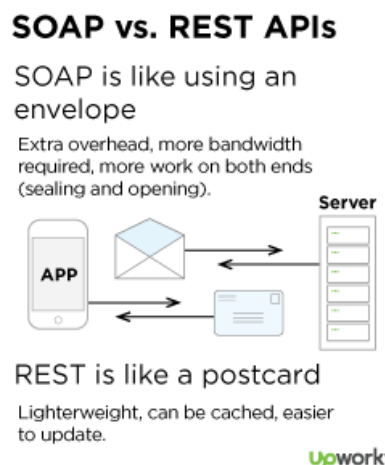 SOAP vs. REST APIs
SOAP is like using an
envelope
Extra overhead, more bandwidth
required, more work on both ends
(sealing and opening).
Server
APP
REST is like a postcard
Lighterweight, can be cached, easier
to update.
Upwork